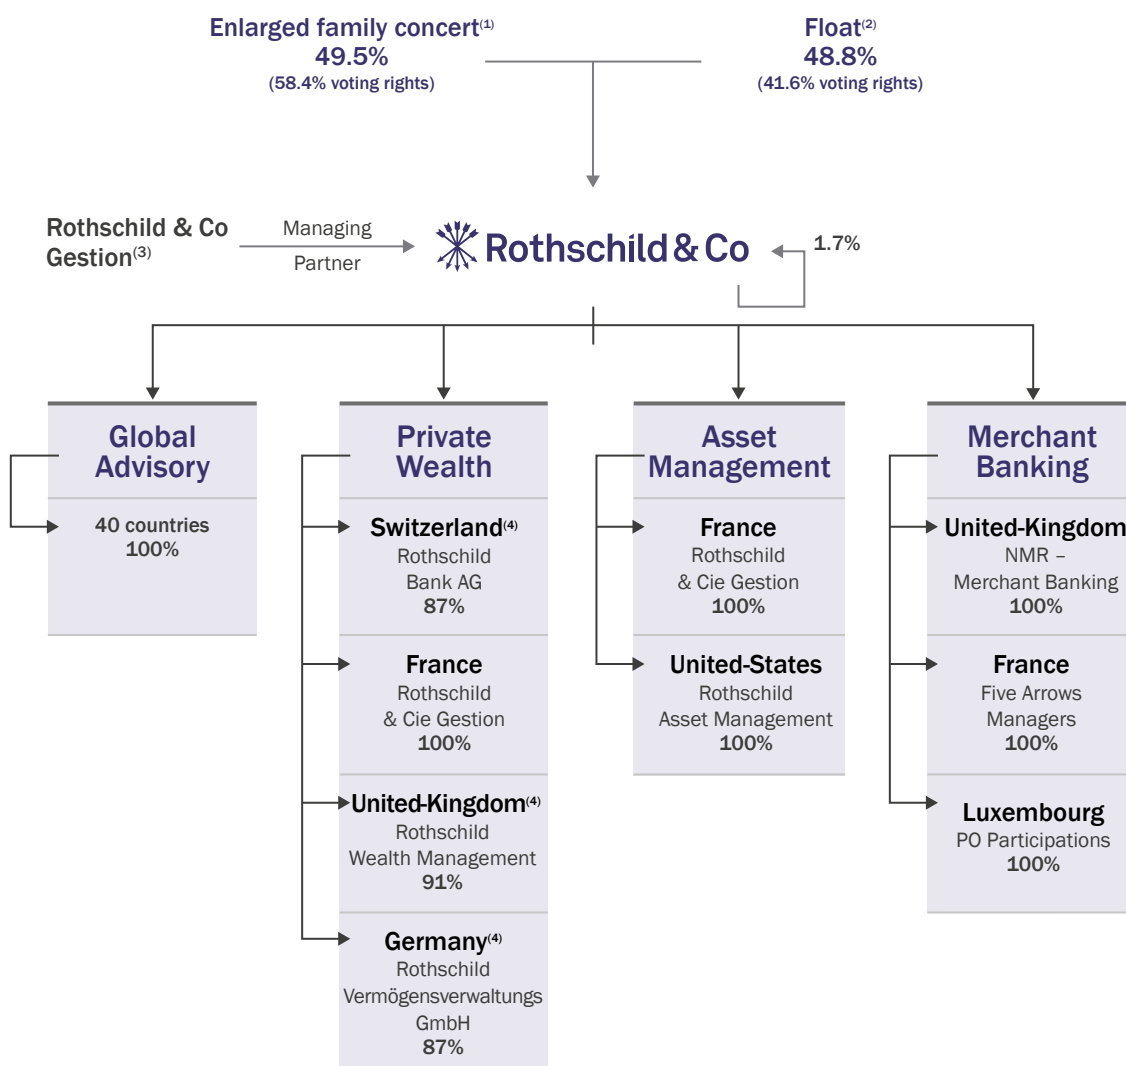 Enlarged family concert(1)
49.5%
(58.4% voting rights)
Float(2)
48.8%
(41.6% voting rights)
Rothschild & Co
Gestion(3)
Managing
Partner
Rothschild & Co
1.7%
Global
Advisory
40 countries
100%
Private
Wealth
Switzerland(4)
Rothschild
Bank AG
87%
France
Rothschild
& Cie Gestion
100%
United-Kingdom(4)
Rothschild
Wealth Management
91%
Germany(4)
Rothschild
Vermögensverwaltungs
GmbH
87%
Asset
Management
France
Rothschild
& Cie Gestion
100%
United-States
Rothschild
Asset Management
100%
Merchant
Banking
United-Kingdom
NMR –
Merchant Banking
100%
France
Five Arrows
Managers
100%
Luxembourg
PO Participations
100%